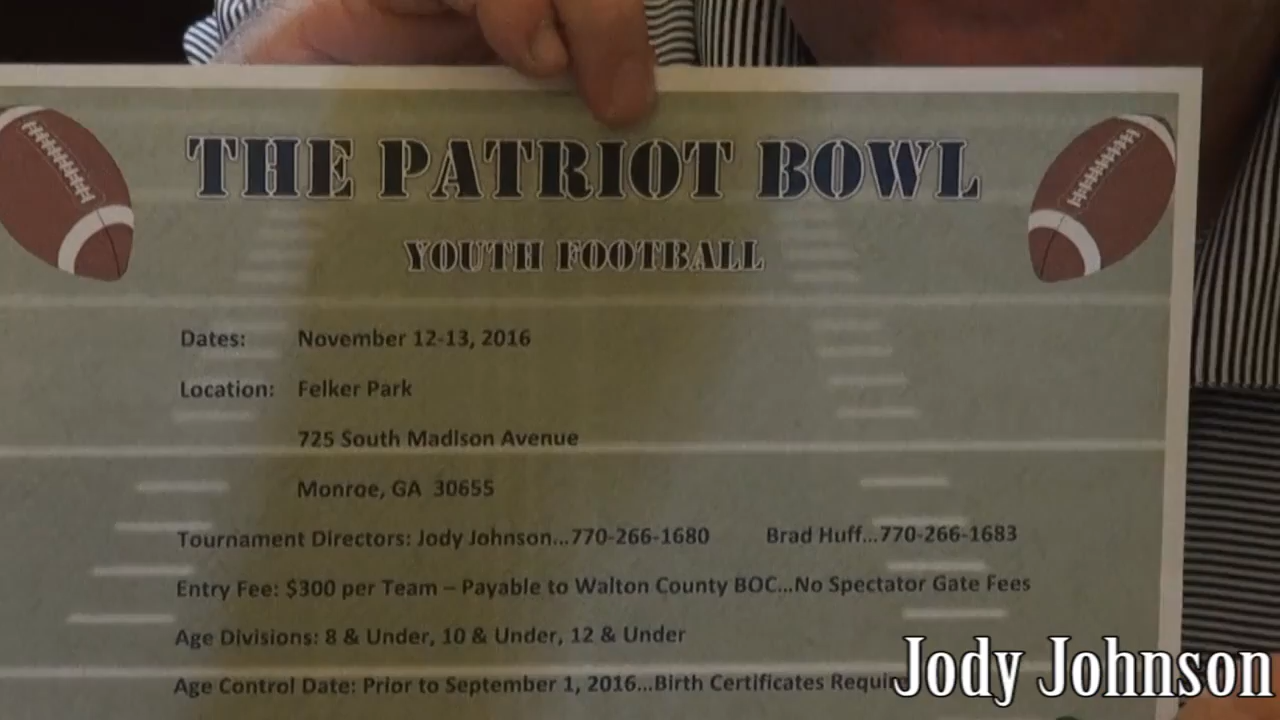 THE PATRIOT BOWL
YOUTH FOOTBALL
Dates: November 12-13, 2016
Location: Felker Park
725 South Madison Avenue
Monroe, GA 30655
Tournament Directors: Jody Johnson...770-266-1680 Brad Huff...770-266-1683
Entry Fee: $300 per Team – Payable to Walton County BOC...No Spectator Gate Fees
Age Divisions: 8 & Under, 10 & Under, 12 & Under
Age Control Date: Prior to September 1, 2016...Birth Certificates
Jody Johnson